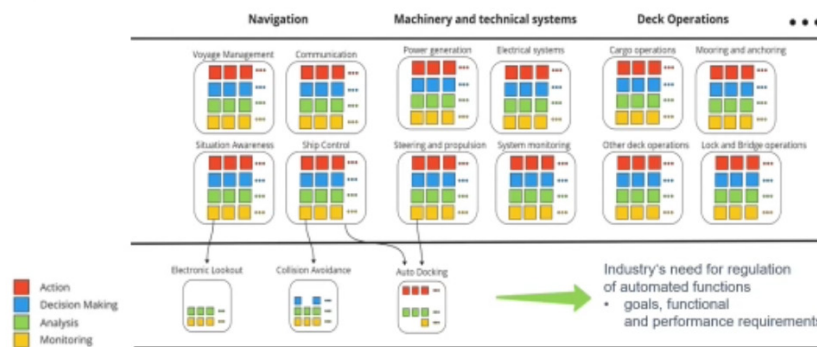 Navigation
Machinery and technical systems
Deck Operations
Voyage Management
Communication
Power generation
Electrical systems
Cargo operations
Mooring and anchoring
Situation Awareness
Ship Control
Steering and propulsion
System monitoring
Other deck operations
Lock and Bridge operations
Electronic Lookout
Collision Avoidance
Auto Docking
Action
Decision Making
Analysis
Monitoring
Industry's need for regulation
of automated functions
• goals, functional
and performance requirements